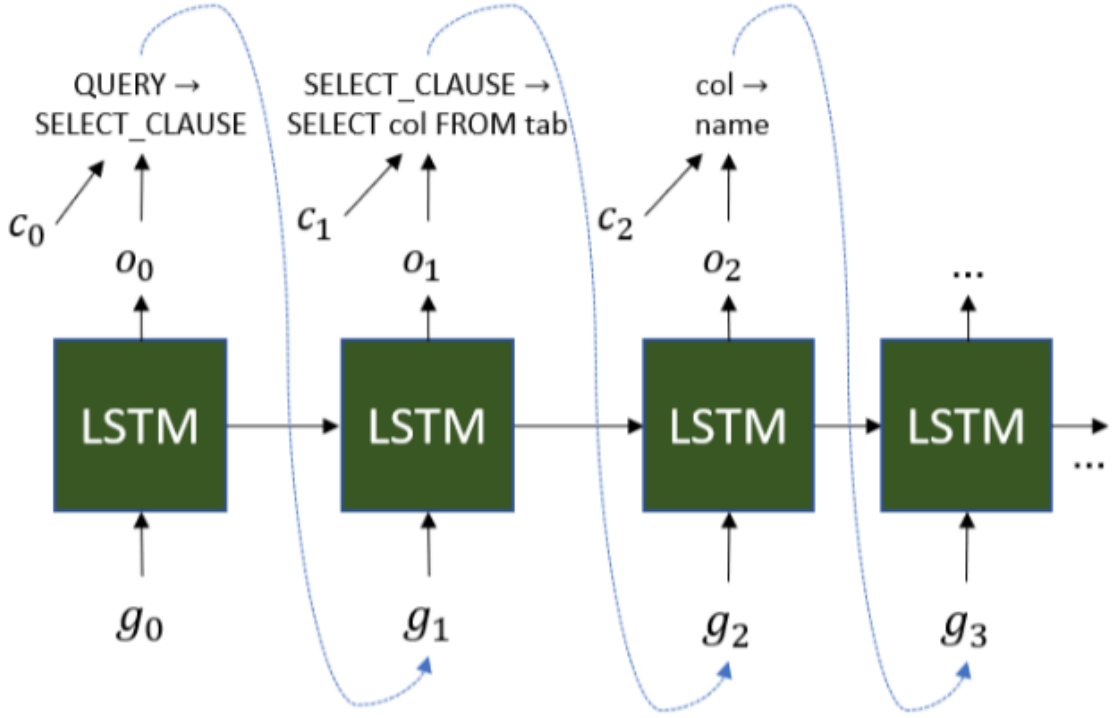 QUERY →
SELECT_CLAUSE
SELECT_CLAUSE →
SELECT col FROM tab
col →
name
c₀
c₁
c₂
o₀
o₁
o₂
...
LSTM
LSTM
LSTM
LSTM
...
g₀
g₁
g₂
g₃